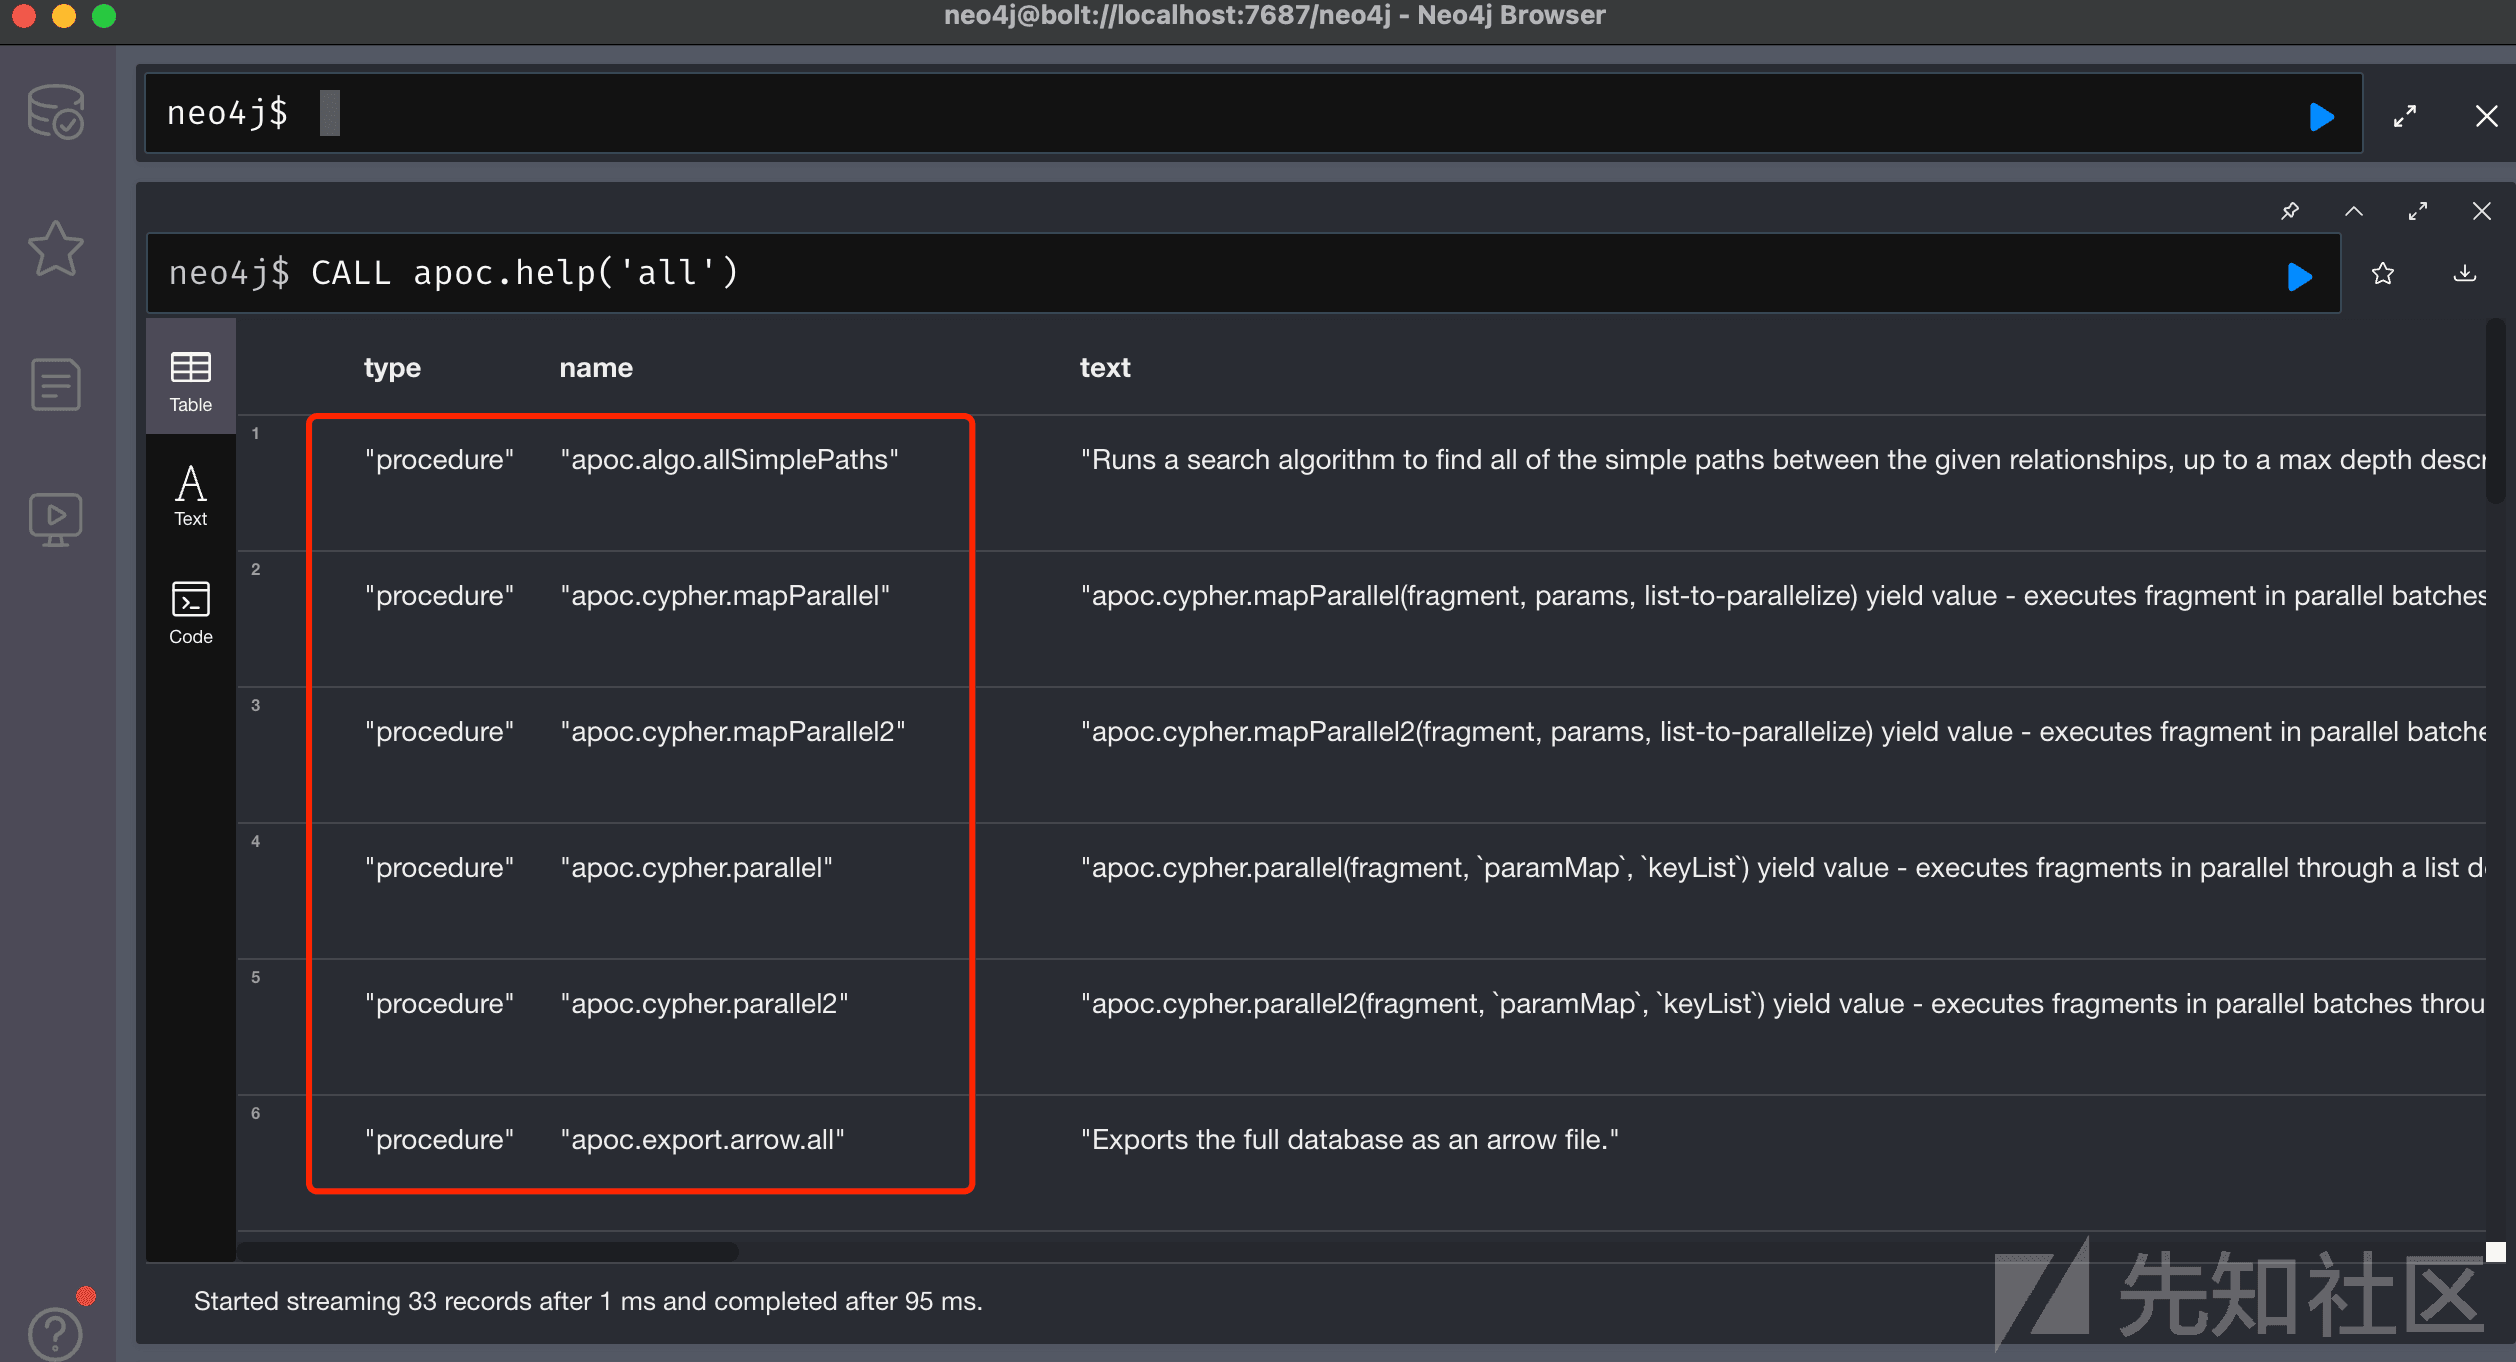 neo4j@bolt://localhost:7687/neo4j - Neo4j Browser
neo4j$
neo4j$ CALL apoc.help('all')
Table
Text
Code
type name text
1 "procedure" "apoc.algo.allSimplePaths" "Runs a search algorithm to find all of the simple paths between the given relationships, up to a max depth descr
2 "procedure" "apoc.cypher.mapParallel" "apoc.cypher.mapParallel(fragment, params, list-to-parallelize) yield value - executes fragment in parallel batches
3 "procedure" "apoc.cypher.mapParallel2" "apoc.cypher.mapParallel2(fragment, params, list-to-parallelize) yield value - executes fragment in parallel batche
4 "procedure" "apoc.cypher.parallel" "apoc.cypher.parallel(fragment, `paramMap`, `keyList`) yield value - executes fragments in parallel through a list de
5 "procedure" "apoc.cypher.parallel2" "apoc.cypher.parallel2(fragment, `paramMap`, `keyList`) yield value - executes fragments in parallel batches throu
6 "procedure" "apoc.export.arrow.all" "Exports the full database as an arrow file."
Started streaming 33 records after 1 ms and completed after 95 ms.
先知社区